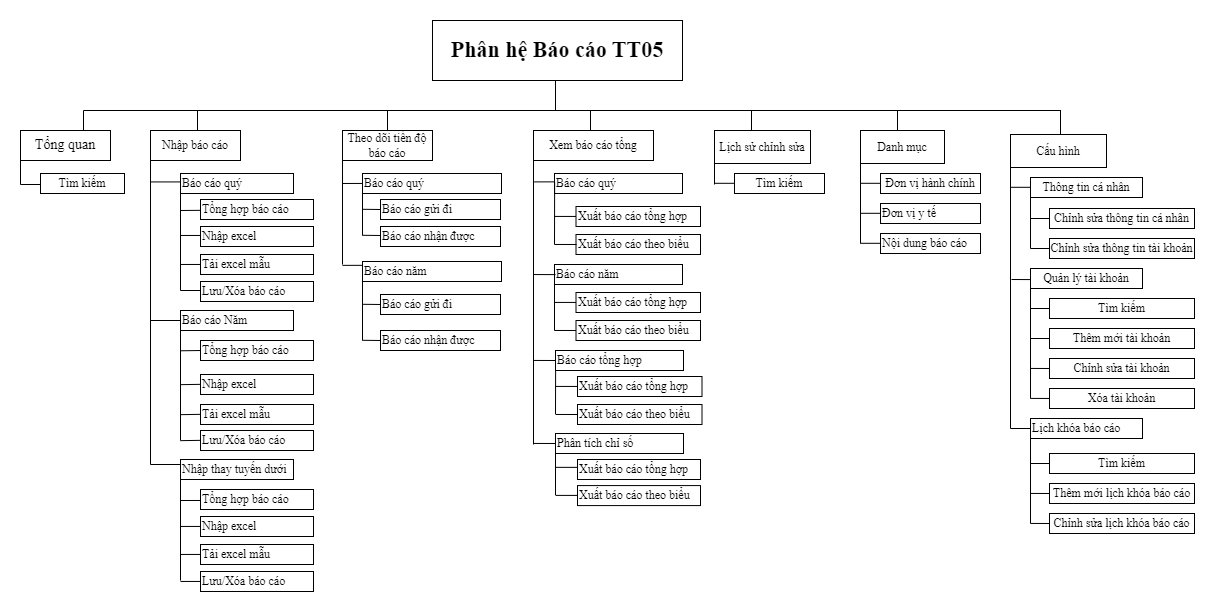 Phân hệ Báo cáo TT05
Tổng quan
Tìm kiếm
Nhập báo cáo
Báo cáo quý
Tổng hợp báo cáo
Nhập excel
Tải excel mẫu
Lưu/Xóa báo cáo
Báo cáo Năm
Tổng hợp báo cáo
Nhập excel
Tải excel mẫu
Lưu/Xóa báo cáo
Nhập thay tuyến dưới
Tổng hợp báo cáo
Nhập excel
Tải excel mẫu
Lưu/Xóa báo cáo
Theo dõi tiến độ
báo cáo
Báo cáo quý
Báo cáo gửi đi
Báo cáo nhận được
Báo cáo năm
Báo cáo gửi đi
Báo cáo nhận được
Xem báo cáo tổng
Báo cáo quý
Xuất báo cáo tổng hợp
Xuất báo cáo theo biểu
Báo cáo năm
Xuất báo cáo tổng hợp
Xuất báo cáo theo biểu
Báo cáo tổng hợp
Xuất báo cáo tổng hợp
Xuất báo cáo theo biểu
Phân tích chỉ số
Xuất báo cáo tổng hợp
Xuất báo cáo theo biểu
Lịch sử chỉnh sửa
Tìm kiếm
Danh mục
Đơn vị hành chính
Đơn vị y tế
Nội dung báo cáo
Cấu hình
Thông tin cá nhân
Chỉnh sửa thông tin cá nhân
Chỉnh sửa thông tin tài khoản
Quản lý tài khoản
Tìm kiếm
Thêm mới tài khoản
Chỉnh sửa tài khoản
Xóa tài khoản
Lịch khóa báo cáo
Tìm kiếm
Thêm mới lịch khóa báo cáo
Chỉnh sửa lịch khóa báo cáo